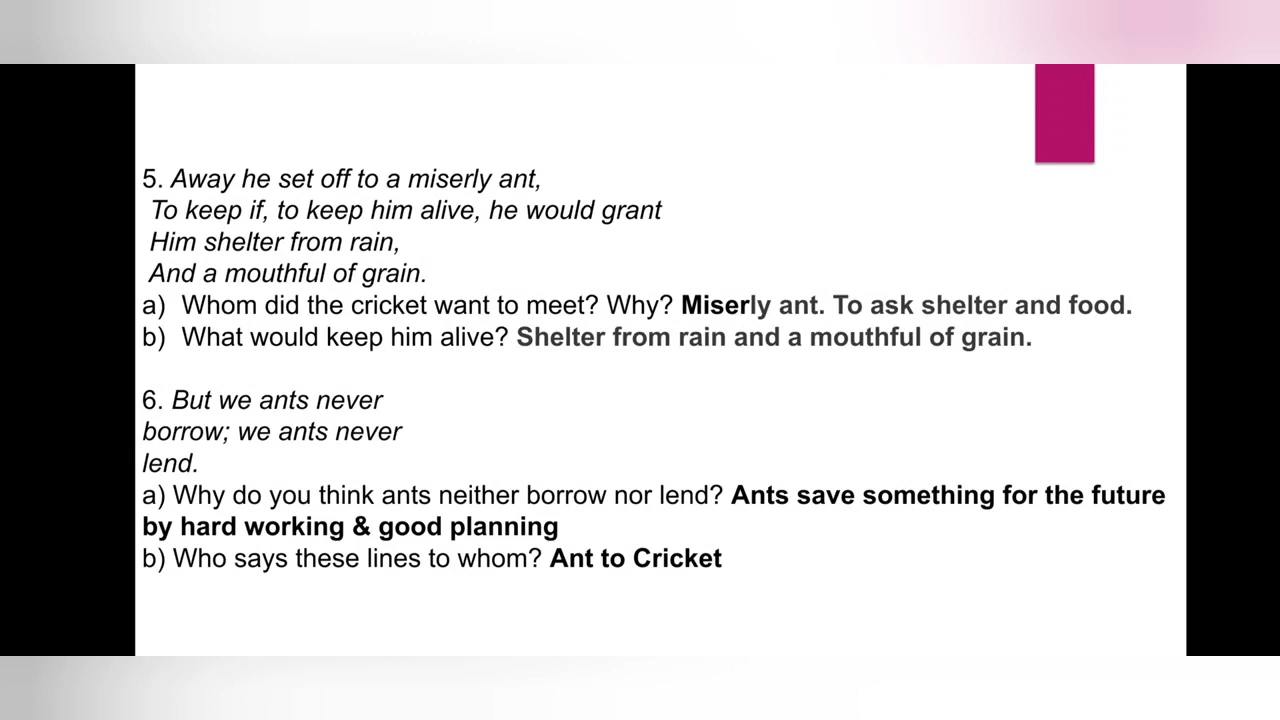 5. Away he set off to a miserly ant,
To keep if, to keep him alive, he would grant
Him shelter from rain,
And a mouthful of grain.
a) Whom did the cricket want to meet? Why? Miserly ant. To ask shelter and food.
b) What would keep him alive? Shelter from rain and a mouthful of grain.
6. But we ants never
borrow; we ants never
lend.
a) Why do you think ants neither borrow nor lend? Ants save something for the future
by hard working & good planning
b) Who says these lines to whom? Ant to Cricket